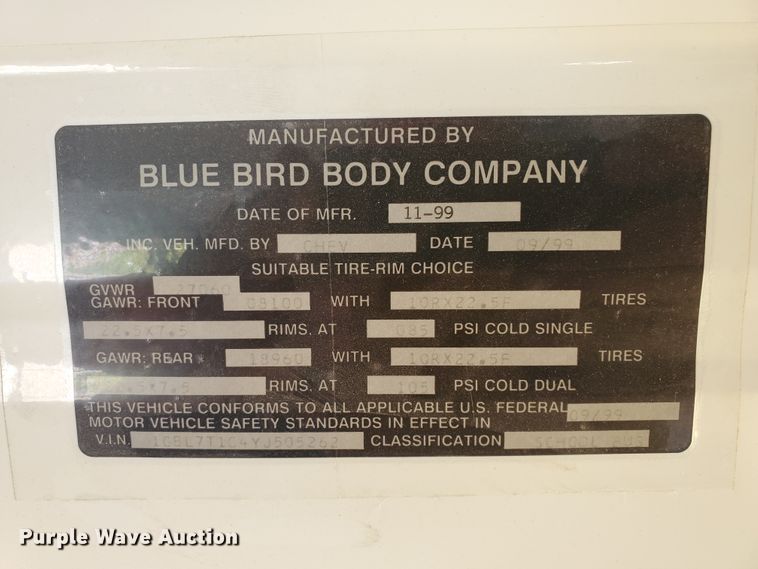 MANUFACTURED BY
BLUE BIRD BODY COMPANY
DATE OF MFR. 11-99
INC. VEH. MFD. BY CHEV DATE 09/99
SUITABLE TIRE-RIM CHOICE
GVWR 27060
GAWR: FRONT 08100 WITH 10RX22.5F TIRES
22.5X7.5 RIMS. AT 085 PSI COLD SINGLE
GAWR: REAR 18960 WITH 10RX22.5F TIRES
22.5X7.5 RIMS. AT 105 PSI COLD DUAL
THIS VEHICLE CONFORMS TO ALL APPLICABLE U.S. FEDERAL
MOTOR VEHICLE SAFETY STANDARDS IN EFFECT IN 09/99
V.I.N. 1GBL7T1C4YJ505262 CLASSIFICATION SCHOOL BUS
Purple Wave Auction